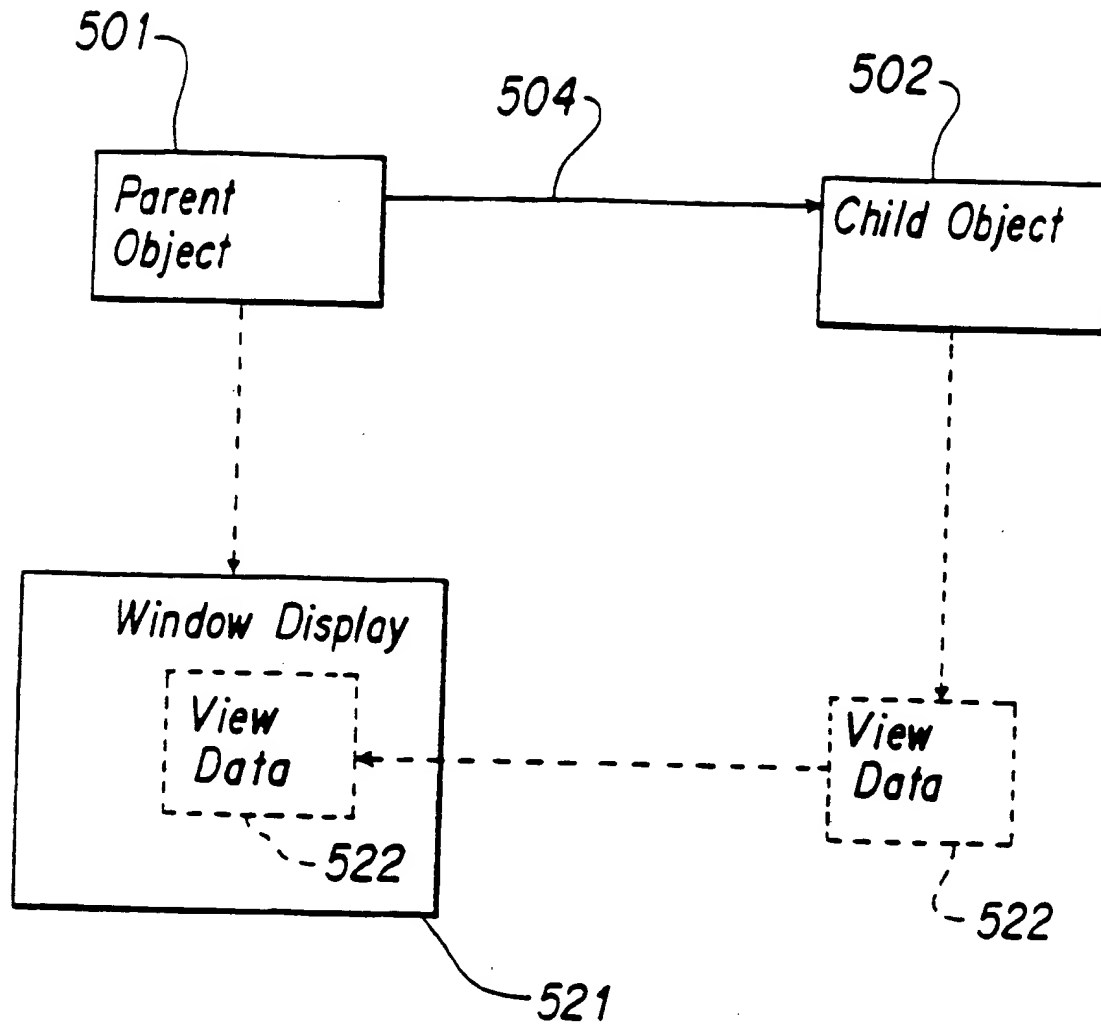 501
504
502
Parent
Object
Child Object
Window Display
View
Data
View
Data
522
522
521